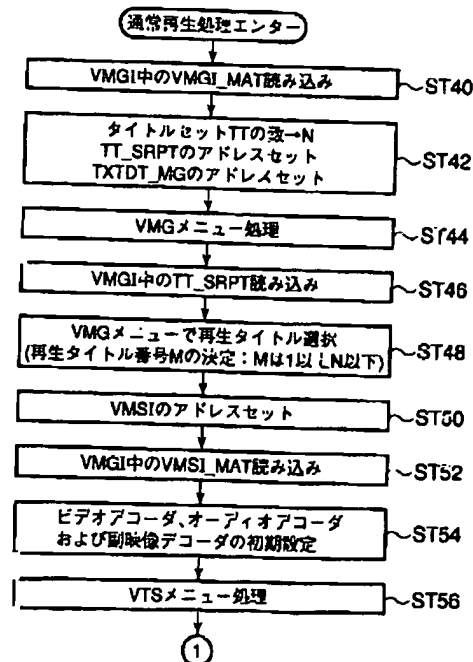 通常再生処理エンター
VMGI中のVMGI_MAT読み込み
ST40
タイトルセットTTの数→N
TT_SRPTのアドレスセット
TXTDT_MGのアドレスセット
ST42
VMGメニュー処理
ST44
VMGI中のTT_SRPT読み込み
ST46
VMGメニューで再生タイトル選択
(再生タイトル番号Mの決定：Mは1以上N以下)
ST48
VMSIのアドレスセット
ST50
VMGI中のVMSI_MAT読み込み
ST52
ビデオアコーダ、オーディオアコーダ
および副映像デコーダの初期設定
ST54
VTSメニュー処理
ST56
1